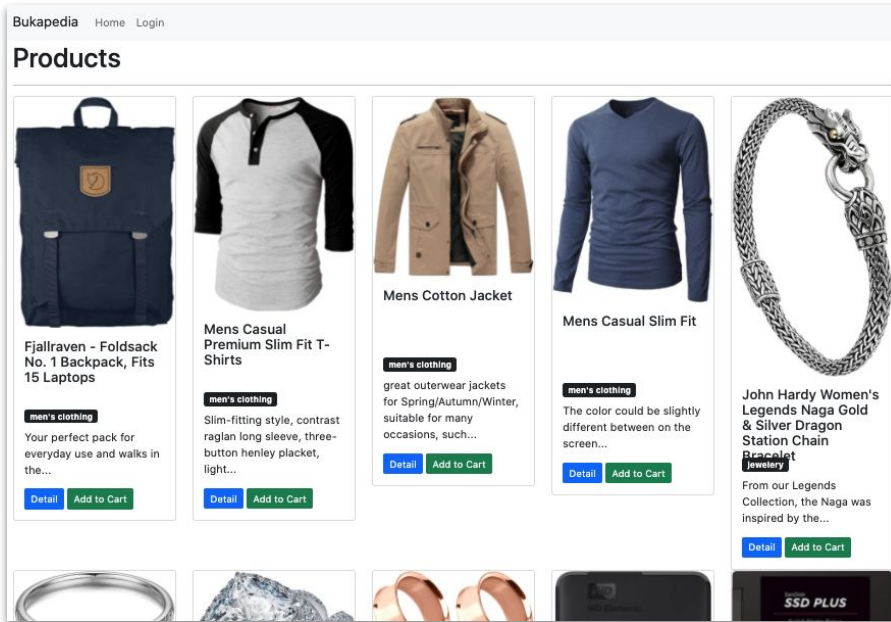 Bukapedia Home Login
Products
Fjallraven - Foldsack
No. 1 Backpack, Fits
15 Laptops
men's clothing
Your perfect pack for
everyday use and walks in
the...
Detail Add to Cart
Mens Casual
Premium Slim Fit T-
Shirts
men's clothing
Slim-fitting style, contrast
raglan long sleeve, three-
button henley placket,
light...
Detail Add to Cart
Mens Cotton Jacket
men's clothing
great outerwear jackets
for Spring/Autumn/Winter,
suitable for many
occasions, such...
Detail Add to Cart
Mens Casual Slim Fit
men's clothing
The color could be slightly
different between on the
screen...
Detail Add to Cart
John Hardy Women's
Legends Naga Gold
& Silver Dragon
Station Chain
Bracelet
jewelery
From our Legends
Collection, the Naga was
inspired by the...
Detail Add to Cart
WD
WD Elements
SanDisk
SSD PLUS